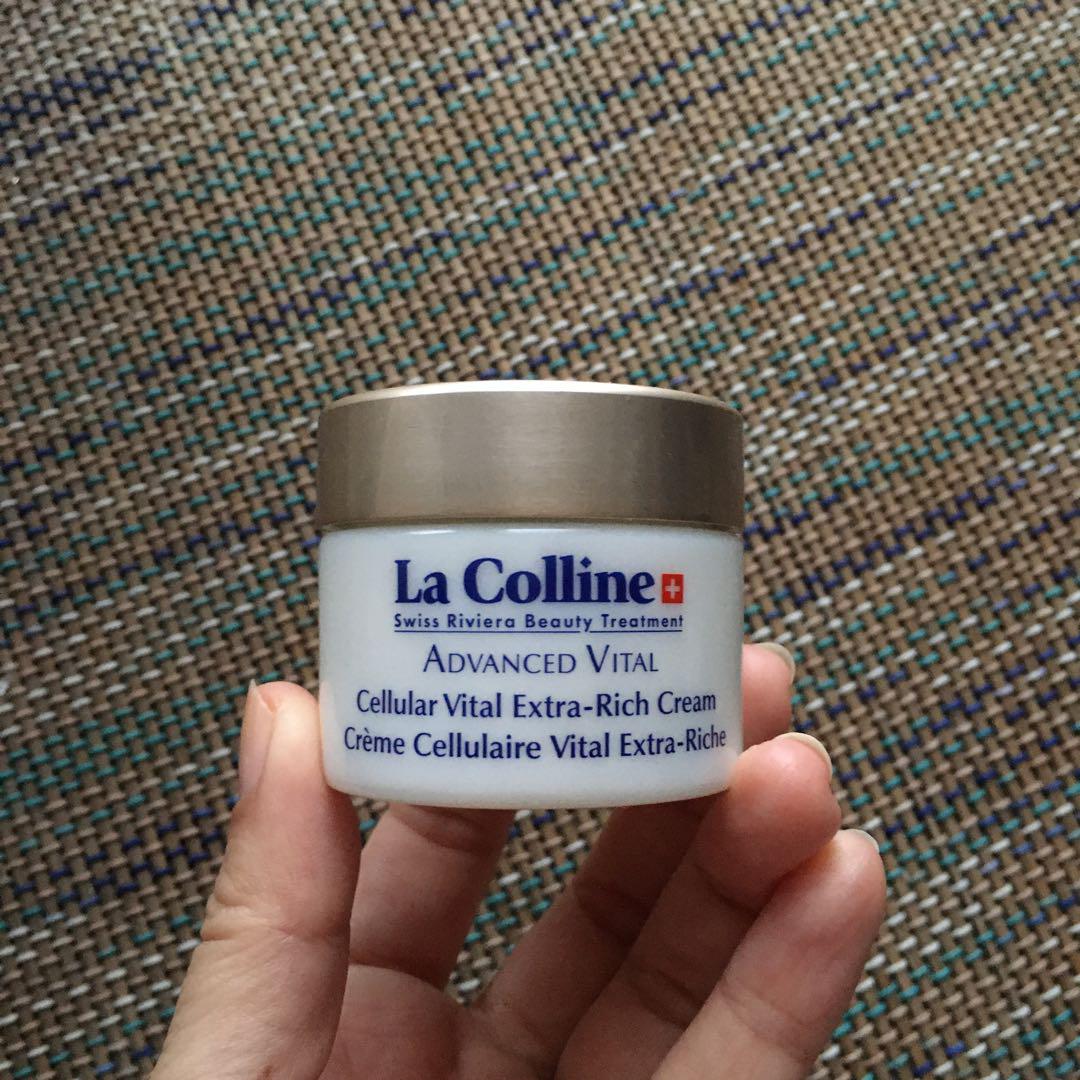 La Colline
Swiss Riviera Beauty Treatment
ADVANCED VITAL
Cellular Vital Extra-Rich Cream
Crème Cellulaire Vital Extra-Riche